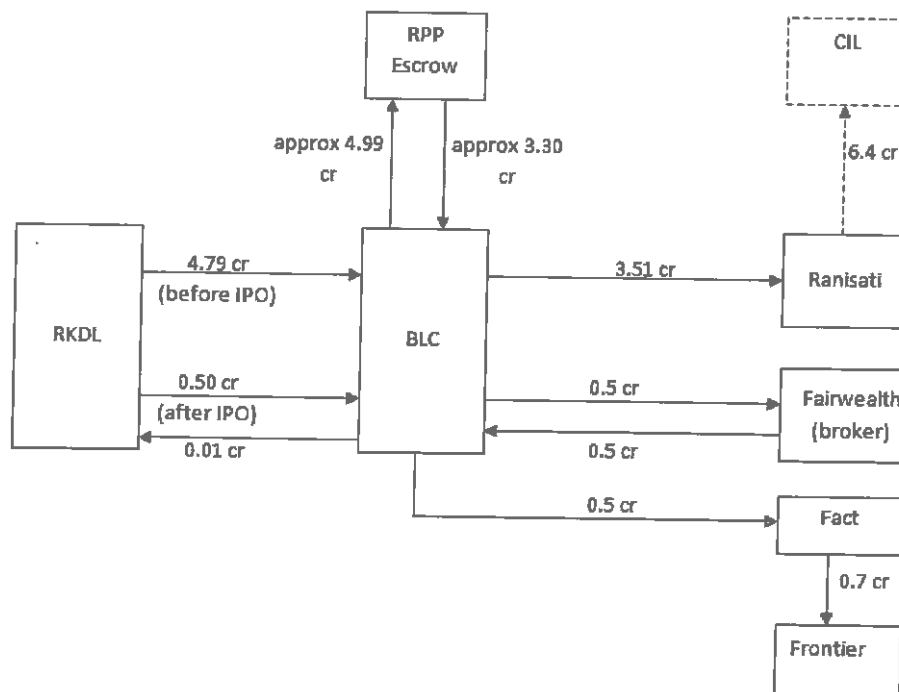 RPP
Escrow
CIL
approx 4.99
cr
approx 3.30
cr
6.4 cr
4.79 cr
(before IPO)
3.51 cr
Ranisati
RKDL
BLC
0.50 cr
(after IPO)
0.01 cr
0.5 cr
0.5 cr
Fairwealth
(broker)
0.5 cr
Fact
0.7 cr
Frontier